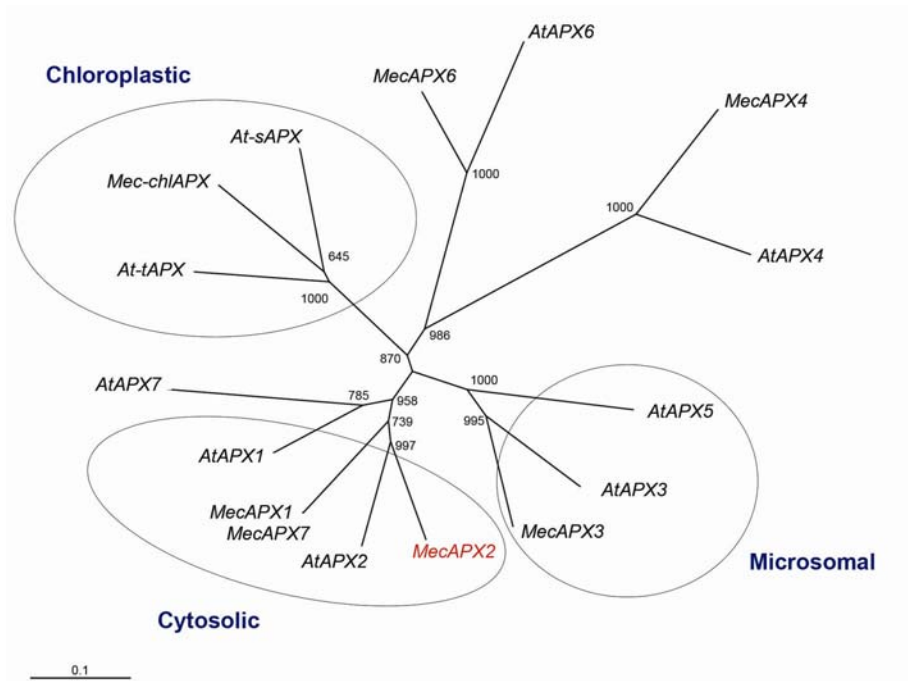 AtAPX6
Chloroplastic
MecAPX6
MecAPX4
At-sAPX
Mec-chlAPX
1000
1000
645
At-tAPX
AtAPX4
1000
986
870
1000
AtAPX7
785
958
AtAPX5
739
995
997
AtAPX1
AtAPX3
MecAPX1
MecAPX7
MecAPX3
AtAPX2
MecAPX2
Microsomal
Cytosolic
0.1